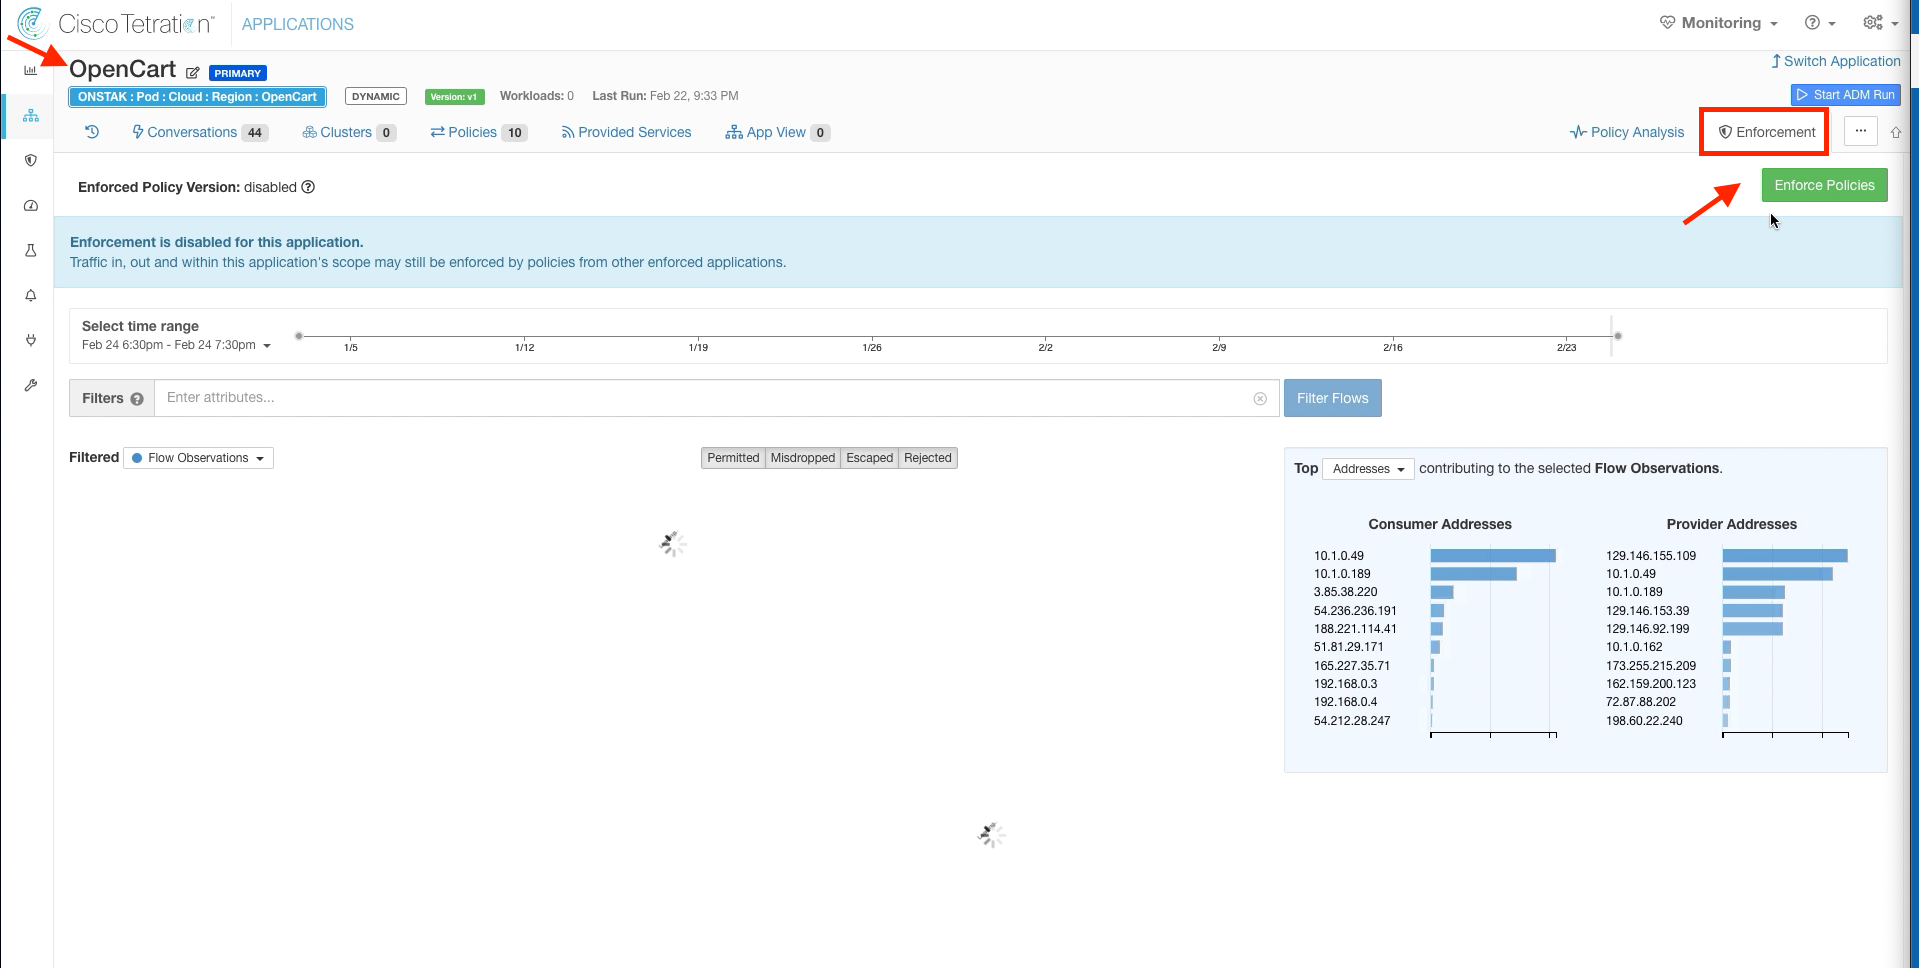 Cisco Tetration™ APPLICATIONS Monitoring
OpenCart PRIMARY Switch Application
ONSTAK : Pod : Cloud : Region : OpenCart DYNAMIC Version: v1 Workloads: 0 Last Run: Feb 22, 9:33 PM Start ADM Run
Conversations 44 Clusters 0 Policies 10 Provided Services App View 0 Policy Analysis Enforcement ...
Enforced Policy Version: disabled Enforce Policies
Enforcement is disabled for this application.
Traffic in, out and within this application's scope may still be enforced by policies from other enforced applications.
Select time range
Feb 24 6:30pm - Feb 24 7:30pm
1/5 1/12 1/19 1/26 2/2 2/9 2/16 2/23
Filters Enter attributes... Filter Flows
Filtered Flow Observations Permitted Misdropped Escaped Rejected
Top Addresses contributing to the selected Flow Observations.
Consumer Addresses Provider Addresses
10.1.0.49 129.146.155.109
10.1.0.189 10.1.0.49
3.85.38.220 10.1.0.189
54.236.236.191 129.146.153.39
188.221.114.41 129.146.92.199
51.81.29.171 10.1.0.162
165.227.35.71 173.255.215.209
192.168.0.3 162.159.200.123
192.168.0.4 72.87.88.202
54.212.28.247 198.60.22.240